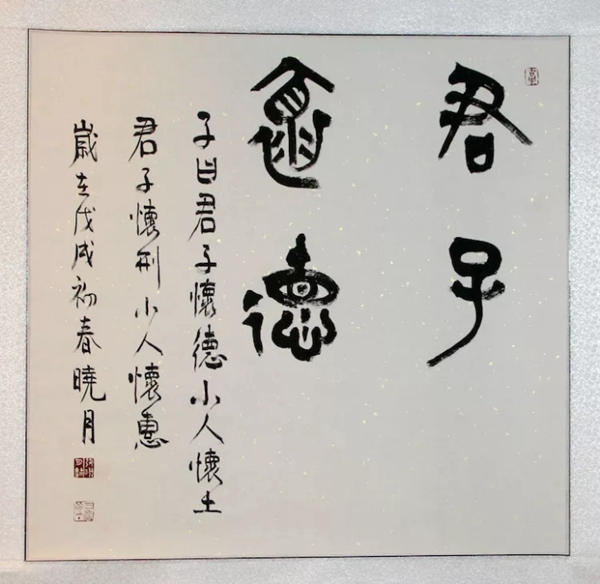 君子
懷德
子曰君子懷德小人懷土
君子懷刑小人懷惠
歲在戊戌初春曉月